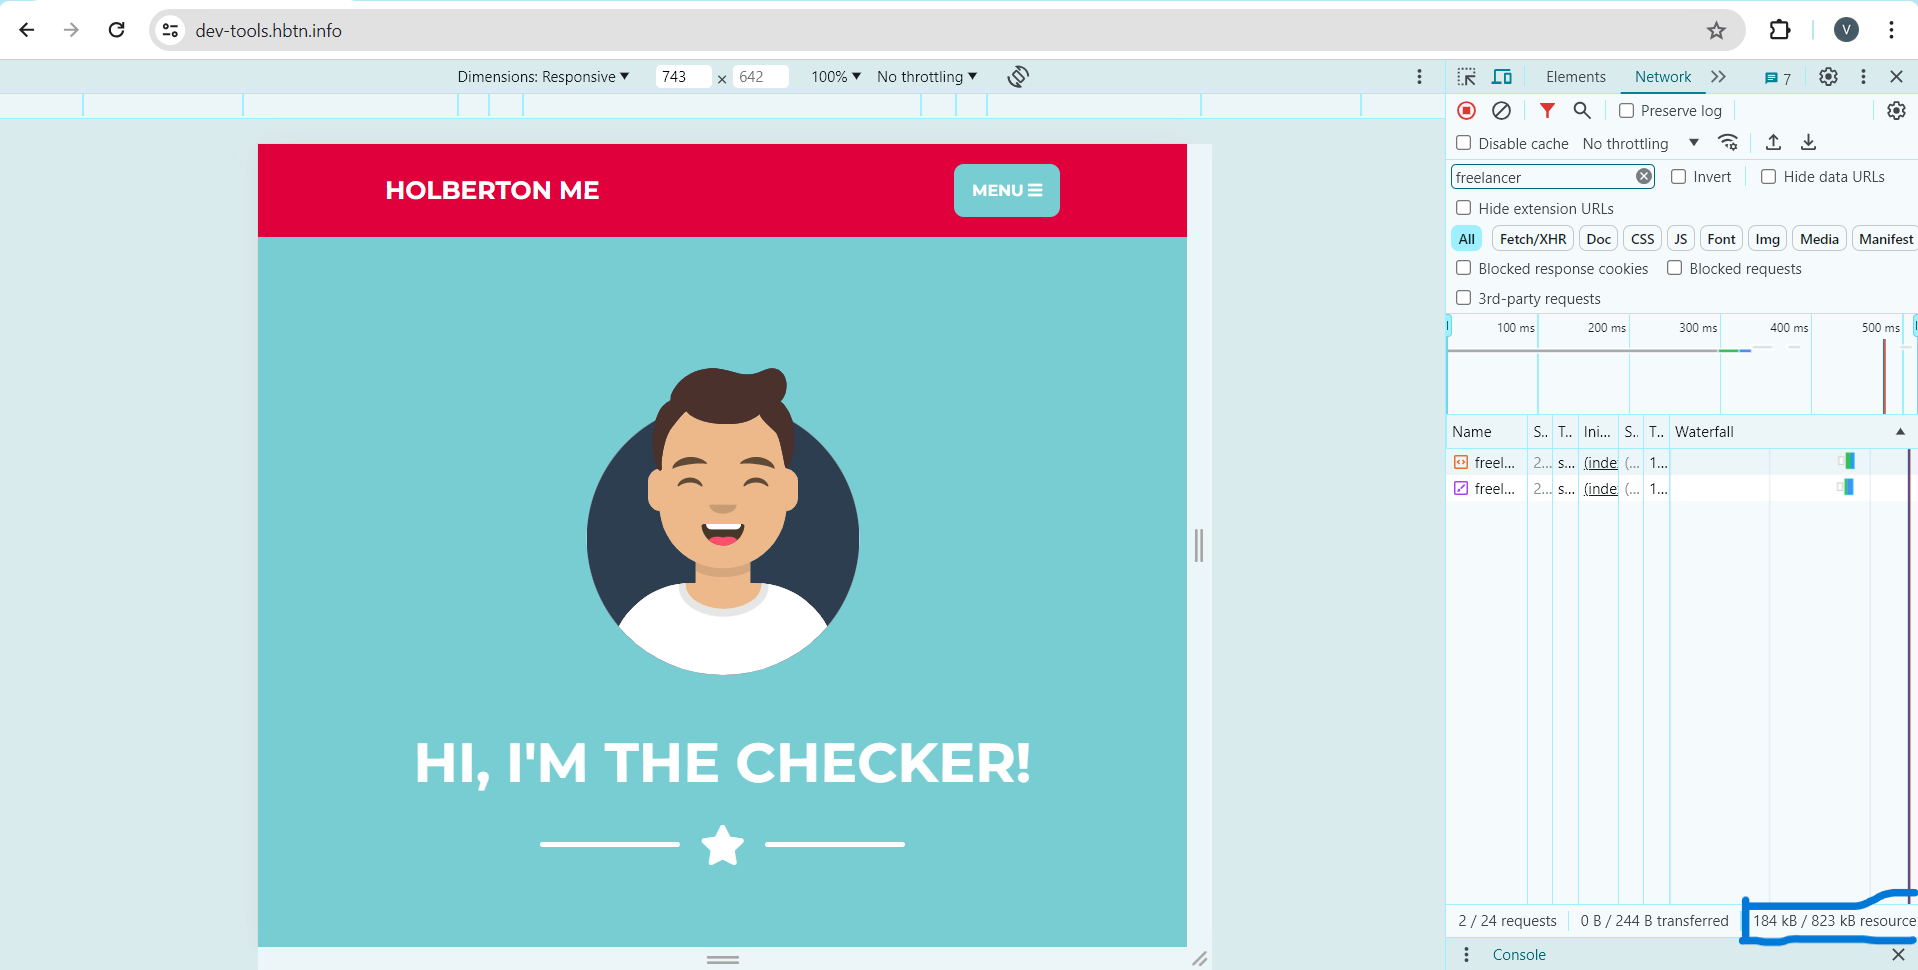 dev-tools.hbtn.info
V
Dimensions: Responsive 743 × 642 100% No throttling
Elements Network 7
HOLBERTON ME
MENU
HI, I'M THE CHECKER!
Preserve log
Disable cache No throttling
freelancer Invert Hide data URLs
Hide extension URLs
All Fetch/XHR Doc CSS JS Font Img Media Manifest
Blocked response cookies Blocked requests
3rd-party requests
100 ms 200 ms 300 ms 400 ms 500 ms
Name S.. T.. Ini... S.. T.. Waterfall
freel... 2... s... (inde (... 1...
freel... 2... s... (inde (... 1...
2 / 24 requests 0 B / 244 B transferred 184 kB / 823 kB resource
Console